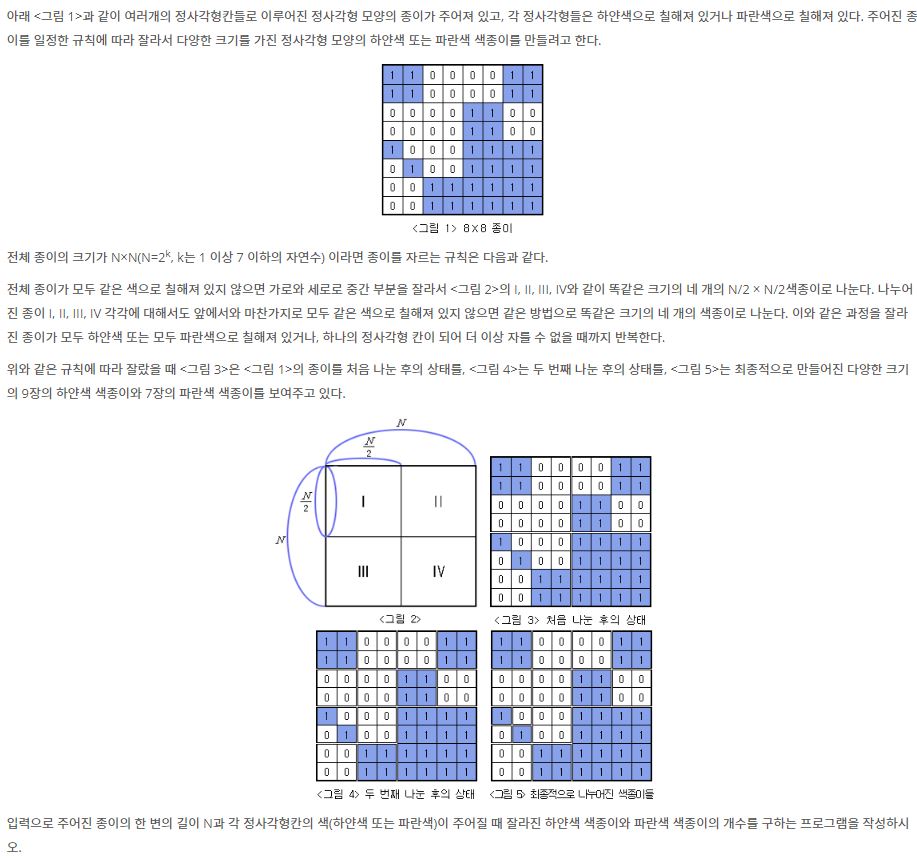 아래 <그림 1>과 같이 여러개의 정사각형칸들로 이루어진 정사각형 모양의 종이가 주어져 있고, 각 정사각형들은 하얀색으로 칠해져 있거나 파란색으로 칠해져 있다. 주어진 종
이를 일정한 규칙에 따라 잘라서 다양한 크기를 가진 정사각형 모양의 하얀색 또는 파란색 색종이를 만들려고 한다.
1 1 0 0 0 0 1 1
1 1 0 0 0 0 1 1
0 0 0 0 1 1 0 0
0 0 0 0 1 1 0 0
1 0 0 0 1 1 1 1
0 1 0 0 1 1 1 1
0 0 1 1 1 1 1 1
0 0 1 1 1 1 1 1
<그림 1> 8X8 종이
전체 종이의 크기가 N×N(N=2ᵏ, k는 1 이상 7 이하의 자연수) 이라면 종이를 자르는 규칙은 다음과 같다.
전체 종이가 모두 같은 색으로 칠해져 있지 않으면 가로와 세로로 중간 부분을 잘라서 <그림 2>의 I, II, III, IV와 같이 똑같은 크기의 네 개의 N/2 × N/2색종이로 나눈다. 나누어
진 종이 I, II, III, IV 각각에 대해서도 앞에서와 마찬가지로 모두 같은 색으로 칠해져 있지 않으면 같은 방법으로 똑같은 크기의 네 개의 색종이로 나눈다. 이와 같은 과정을 잘라
진 종이가 모두 하얀색 또는 모두 파란색으로 칠해져 있거나, 하나의 정사각형 칸이 되어 더 이상 자를 수 없을 때까지 반복한다.
위와 같은 규칙에 따라 잘랐을 때 <그림 3>은 <그림 1>의 종이를 처음 나눈 후의 상태를, <그림 4>는 두 번째 나눈 후의 상태를, <그림 5>는 최종적으로 만들어진 다양한 크기
의 9장의 하얀색 색종이와 7장의 파란색 색종이를 보여주고 있다.
N
N/2
N/2
N
I II
III IV
<그림 2>
1 1 0 0 0 0 1 1
1 1 0 0 0 0 1 1
0 0 0 0 1 1 0 0
0 0 0 0 1 1 0 0
1 0 0 0 1 1 1 1
0 1 0 0 1 1 1 1
0 0 1 1 1 1 1 1
0 0 1 1 1 1 1 1
<그림 3> 처음 나눈 후의 상태
1 1 0 0 0 0 1 1
1 1 0 0 0 0 1 1
0 0 0 0 1 1 0 0
0 0 0 0 1 1 0 0
1 0 0 0 1 1 1 1
0 1 0 0 1 1 1 1
0 0 1 1 1 1 1 1
0 0 1 1 1 1 1 1
<그림 4> 두 번째 나눈 후의 상태
1 1 0 0 0 0 1 1
1 1 0 0 0 0 1 1
0 0 0 0 1 1 0 0
0 0 0 0 1 1 0 0
1 0 0 0 1 1 1 1
0 1 0 0 1 1 1 1
0 0 1 1 1 1 1 1
0 0 1 1 1 1 1 1
<그림 5> 최종적으로 나누어진 색종이들
입력으로 주어진 종이의 한 변의 길이 N과 각 정사각형칸의 색(하얀색 또는 파란색)이 주어질 때 잘라진 하얀색 색종이와 파란색 색종이의 개수를 구하는 프로그램을 작성하시
오.